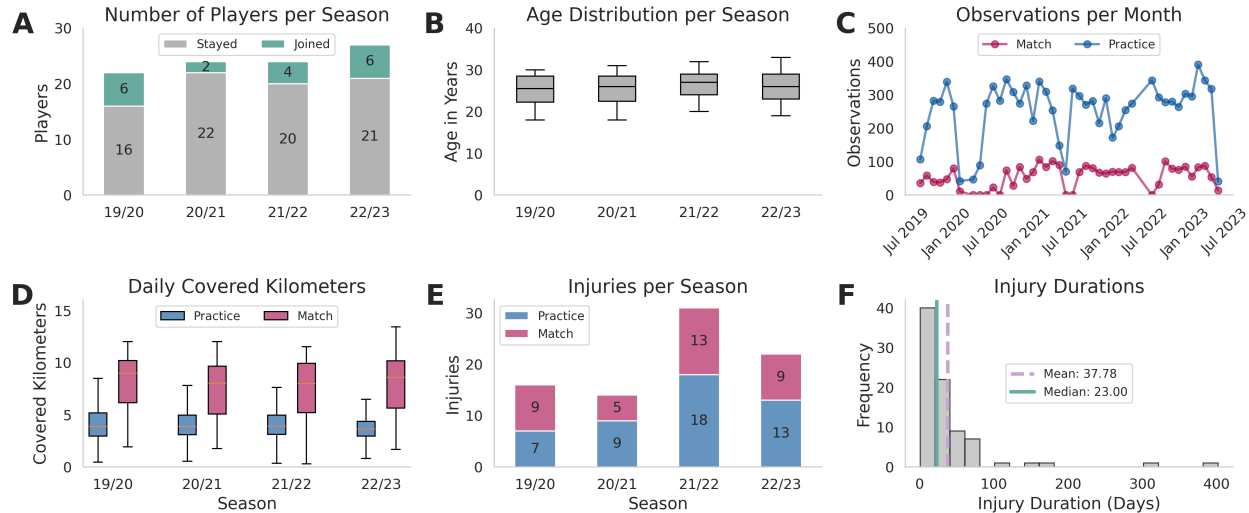 A
Number of Players per Season
30
20
10
0
Players
Stayed
Joined
6
2
4
6
16
22
20
21
19/20
20/21
21/22
22/23
B
Age Distribution per Season
40
30
20
10
0
Age in Years
19/20
20/21
21/22
22/23
C
Observations per Month
500
400
300
200
100
0
Observations
Match
Practice
Jul 2019
Jan 2020
Jul 2020
Jan 2021
Jul 2021
Jan 2022
Jul 2022
Jan 2023
Jul 2023
D
Daily Covered Kilometers
15
10
5
0
Covered Kilometers
Practice
Match
19/20
20/21
21/22
22/23
Season
E
Injuries per Season
30
20
10
0
Injuries
Practice
Match
9
5
13
9
7
9
18
13
19/20
20/21
21/22
22/23
Season
F
Injury Durations
40
30
20
10
0
Frequency
Mean: 37.78
Median: 23.00
0
100
200
300
400
Injury Duration (Days)